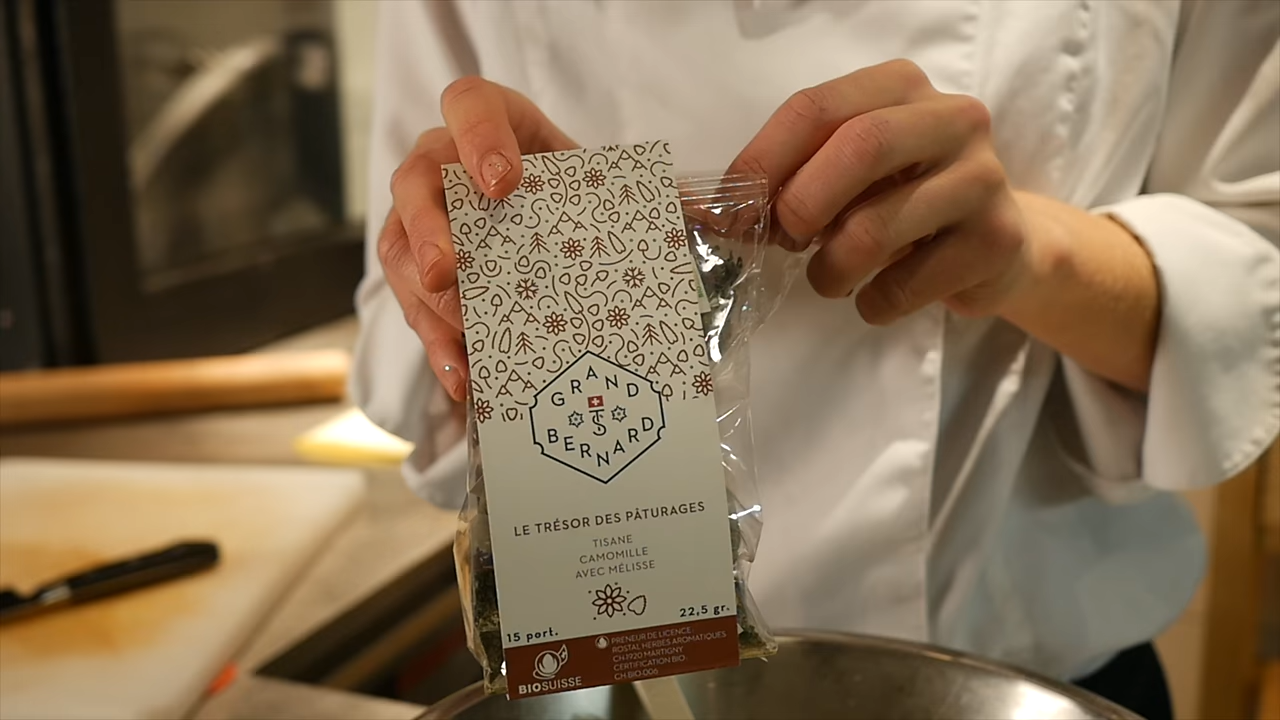 GRAND
ST
BERNARD
LE TRÉSOR DES PÂTURAGES
TISANE
CAMOMILLE
AVEC MÉLISSE
15 port.
22,5 gr.
BIOSUISSE
PRENEUR DE LICENCE
ROSTAL HERBES AROMATIQUES
CH-1920 MARTIGNY
CERTIFICATION BIO:
CH-BIO-006